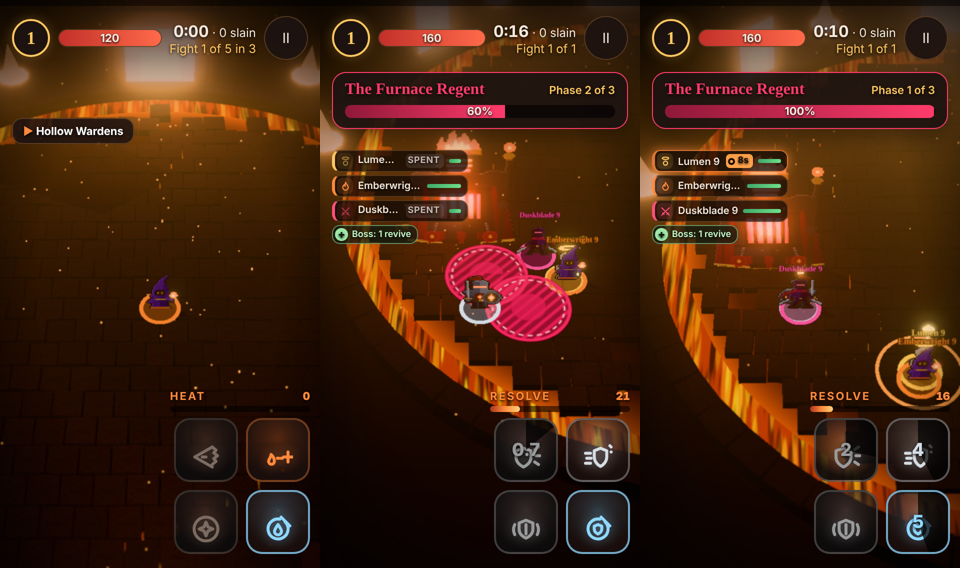 1
120
0:00 · 0 slain
Fight 1 of 5 in 3
Hollow Wardens
HEAT 0
1
160
0:16 · 0 slain
Fight 1 of 1
The Furnace Regent
Phase 2 of 3
60%
Lume... SPENT
Emberwrig...
Duskb... SPENT
Boss: 1 revive
Duskblade 9
Emberwright 9
RESOLVE 21
0.7
1
160
0:10 · 0 slain
Fight 1 of 1
The Furnace Regent
Phase 1 of 3
100%
Lumen 9 8s
Emberwrig...
Duskblade 9
Boss: 1 revive
Duskblade 9
Lumen 9
Emberwright 9
RESOLVE 16
2
4
5